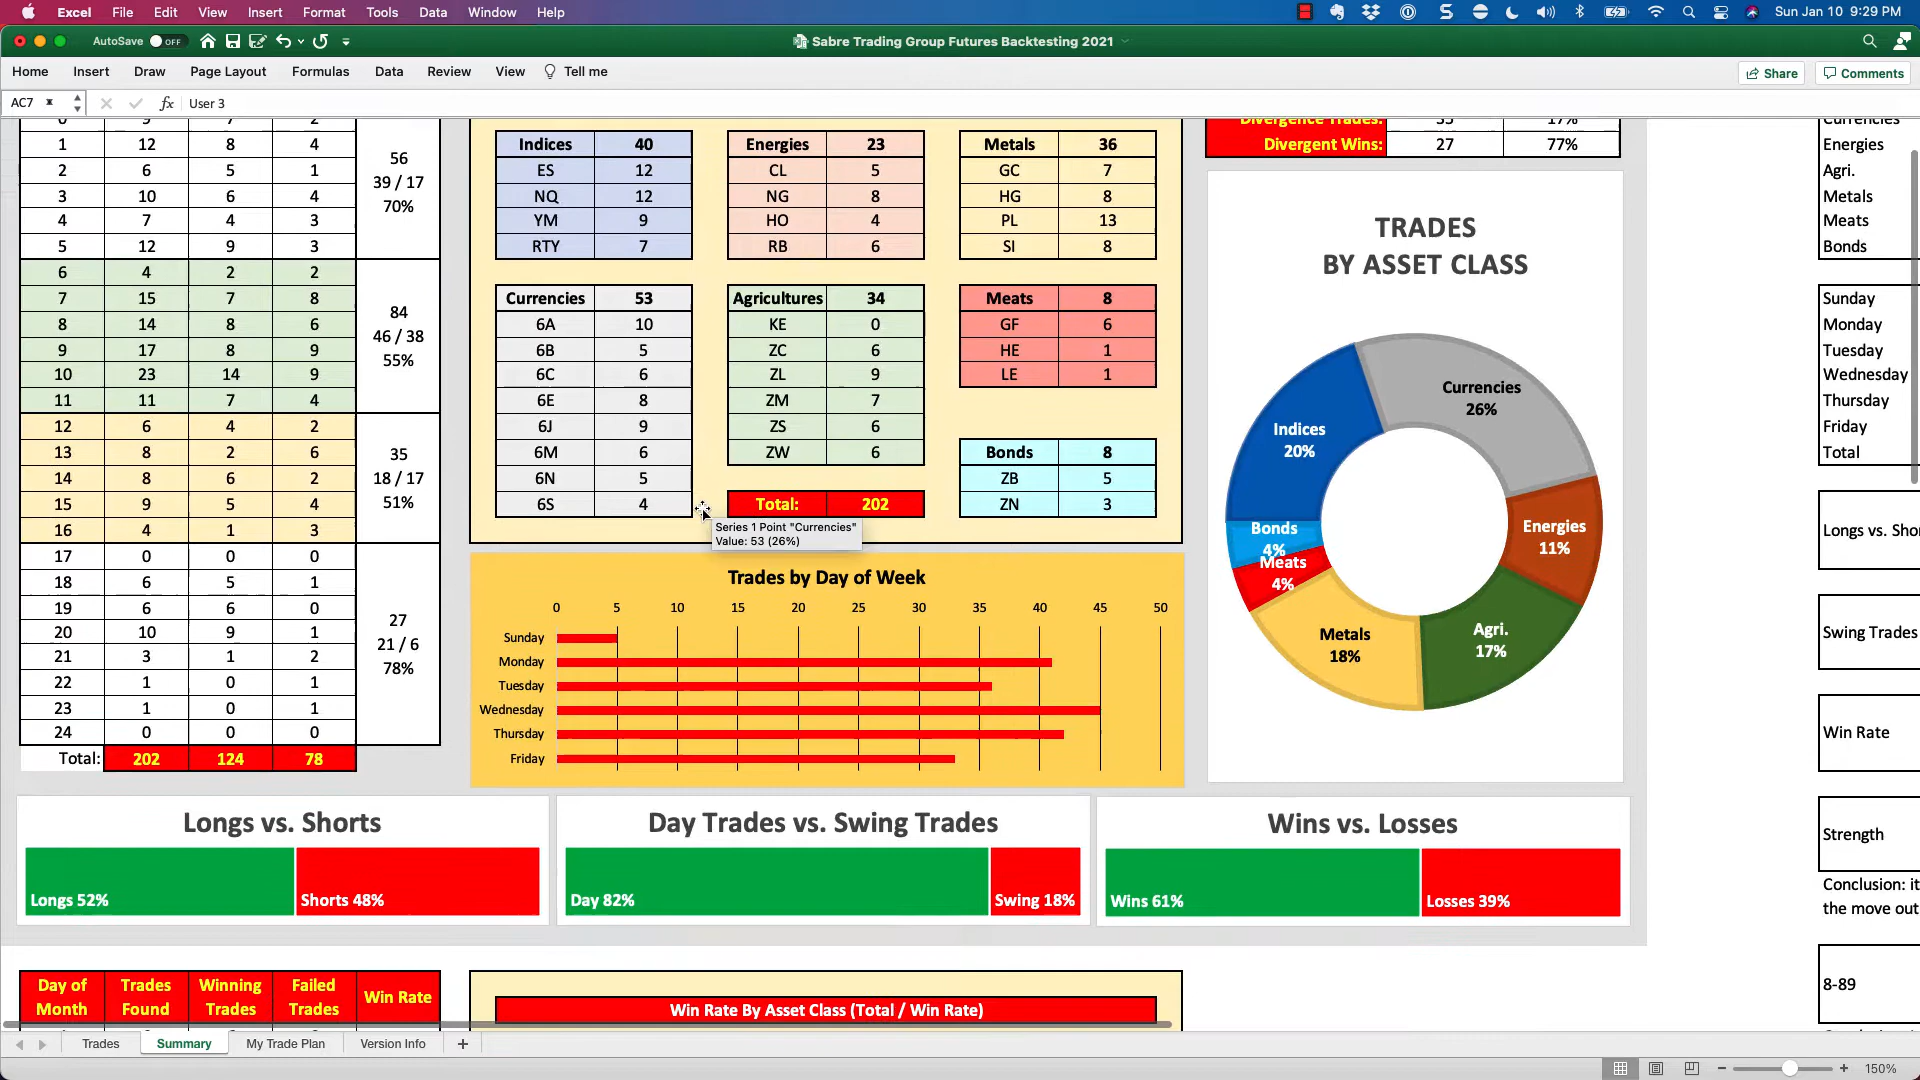 Excel File Edit View Insert Format Tools Data Window Help Sun Jan 10 9:29 PM
AutoSave OFF Sabre Trading Group Futures Backtesting 2021
Home Insert Draw Page Layout Formulas Data Review View Tell me Share Comments
AC7 fx User 3
0 9 7 2
1 12 8 4
2 6 5 1
3 10 6 4
4 7 4 3
5 12 9 3
56
39 / 17
70%
6 4 2 2
7 15 7 8
8 14 8 6
9 17 8 9
10 23 14 9
11 11 7 4
84
46 / 38
55%
12 6 4 2
13 8 2 6
14 8 6 2
15 9 5 4
16 4 1 3
35
18 / 17
51%
17 0 0 0
18 6 5 1
19 6 6 0
20 10 9 1
21 3 1 2
22 1 0 1
23 1 0 1
24 0 0 0
27
21 / 6
78%
Total: 202 124 78
Indices 40
ES 12
NQ 12
YM 9
RTY 7
Energies 23
CL 5
NG 8
HO 4
RB 6
Metals 36
GC 7
HG 8
PL 13
SI 8
Currencies 53
6A 10
6B 5
6C 6
6E 8
6J 9
6M 6
6N 5
6S 4
Agricultures 34
KE 0
ZC 6
ZL 9
ZM 7
ZS 6
ZW 6
Total: 202
Meats 8
GF 6
HE 1
LE 1
Bonds 8
ZB 5
ZN 3
Series 1 Point "Currencies"
Value: 53 (26%)
Trades by Day of Week
0 5 10 15 20 25 30 35 40 45 50
Sunday
Monday
Tuesday
Wednesday
Thursday
Friday
Divergence Trades: 35 17%
Divergent Wins: 27 77%
TRADES
BY ASSET CLASS
Currencies
26%
Indices
20%
Energies
11%
Bonds
4%
Meats
4%
Metals
18%
Agri.
17%
Currencies
Energies
Agri.
Metals
Meats
Bonds
Sunday
Monday
Tuesday
Wednesday
Thursday
Friday
Total
Longs vs. Sho
Swing Trades
Win Rate
Strength
Conclusion: it
the move out
8-89
Longs vs. Shorts
Longs 52% Shorts 48%
Day Trades vs. Swing Trades
Day 82% Swing 18%
Wins vs. Losses
Wins 61% Losses 39%
Day of
Month
Trades
Found
Winning
Trades
Failed
Trades
Win Rate
Win Rate By Asset Class (Total / Win Rate)
Trades Summary My Trade Plan Version Info +
150%